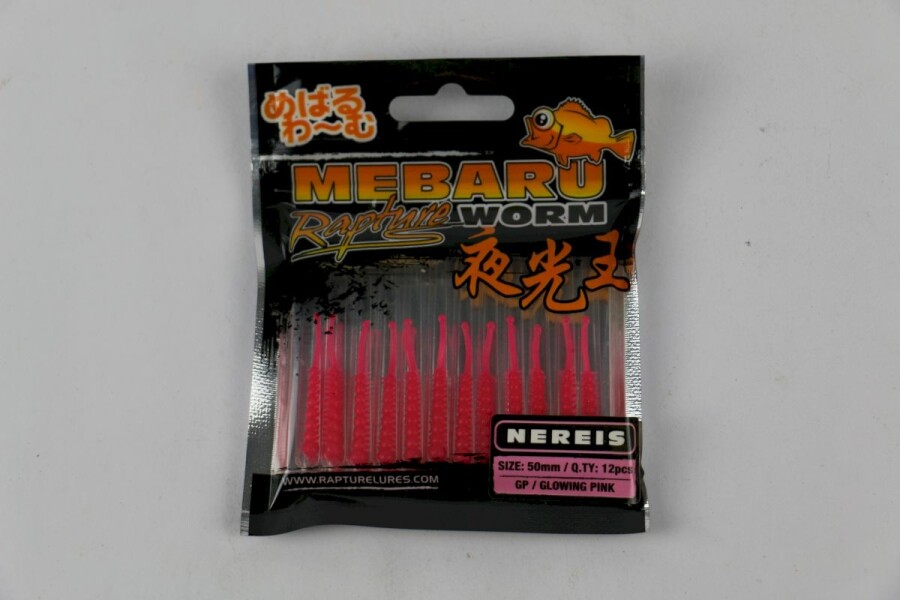 めばる
わ～む
MEBARU
Rapture WORM
夜光王
NEREIS
SIZE: 50mm / Q.TY: 12pcs
GP / GLOWING PINK
WWW.RAPTURELURES.COM